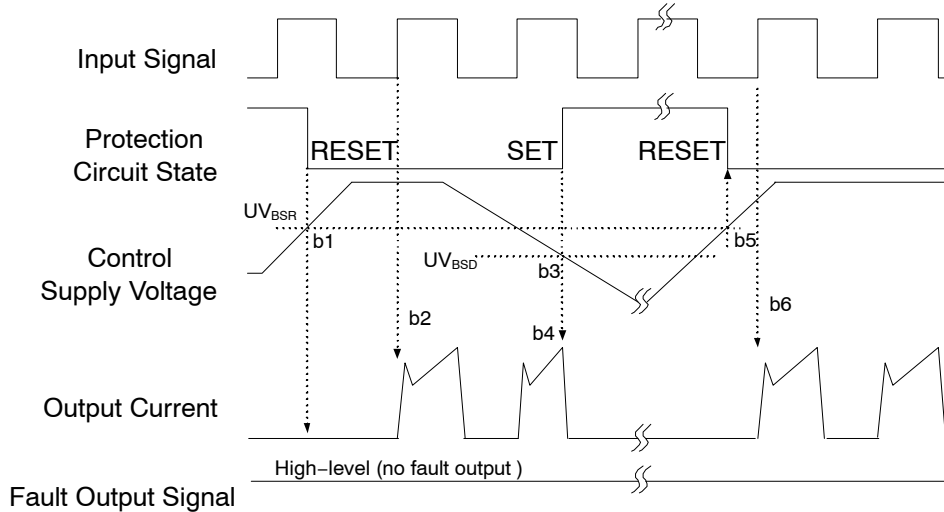 Input Signal
Protection
Circuit State
RESET
SET
RESET
UVBSR
b1
b5
UVBSD
b3
Control
Supply Voltage
b2
b4
b6
Output Current
High−level (no fault output )
Fault Output Signal